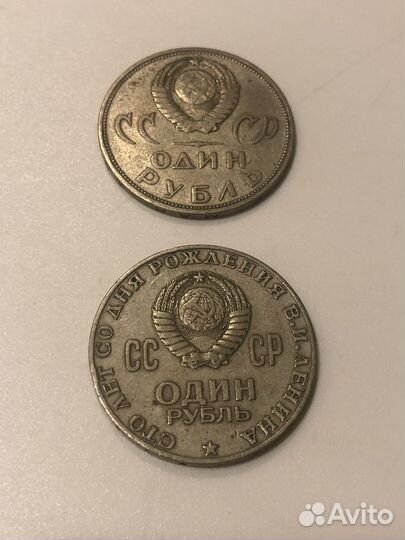 СС СР
ОДИН
РУБЛЬ
СТО ЛЕТ СО ДНЯ РОЖДЕНИЯ В.И.ЛЕНИНА
СС СР
ОДИН
РУБЛЬ
Avito